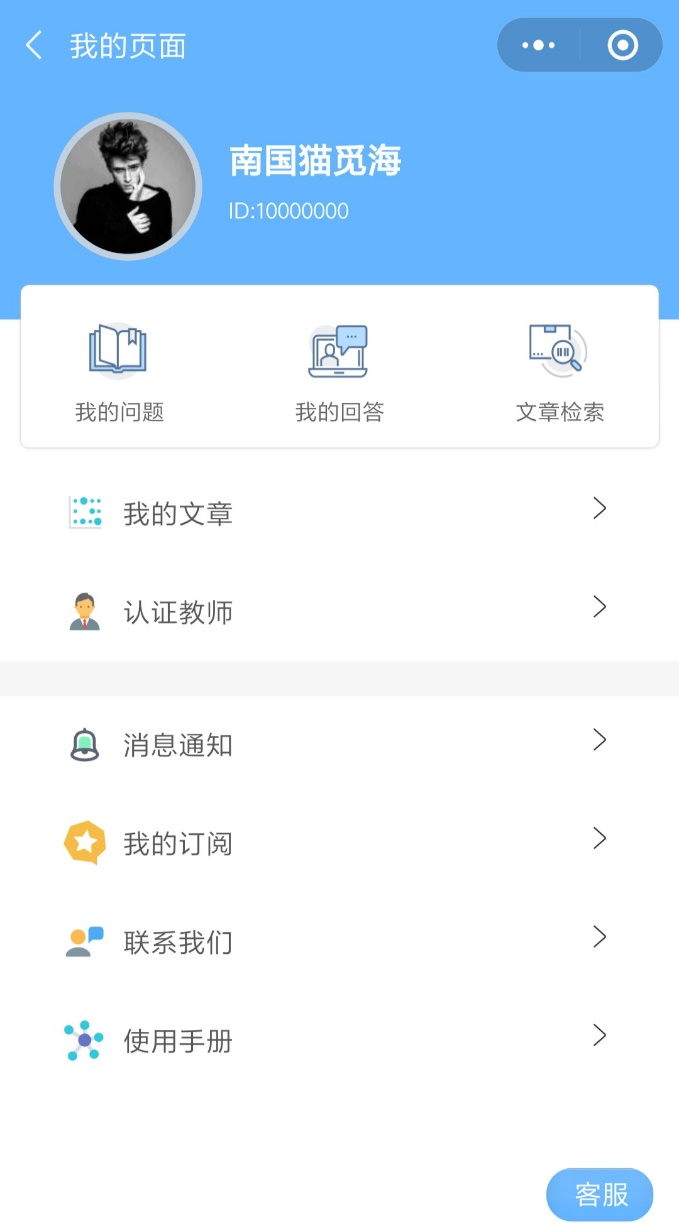 我的页面
南国猫觅海
ID:10000000
我的问题
我的回答
文章检索
我的文章
认证教师
消息通知
我的订阅
联系我们
使用手册
客服